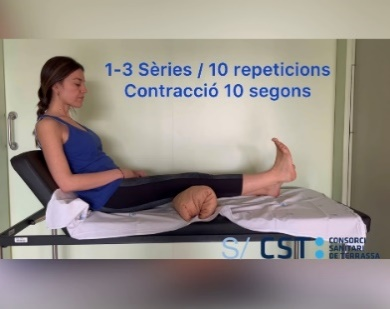 1-3 Sèries / 10 repeticions
Contracció 10 segons
S/ CST
CONSORCI
SANITARI
DE TERRASSA